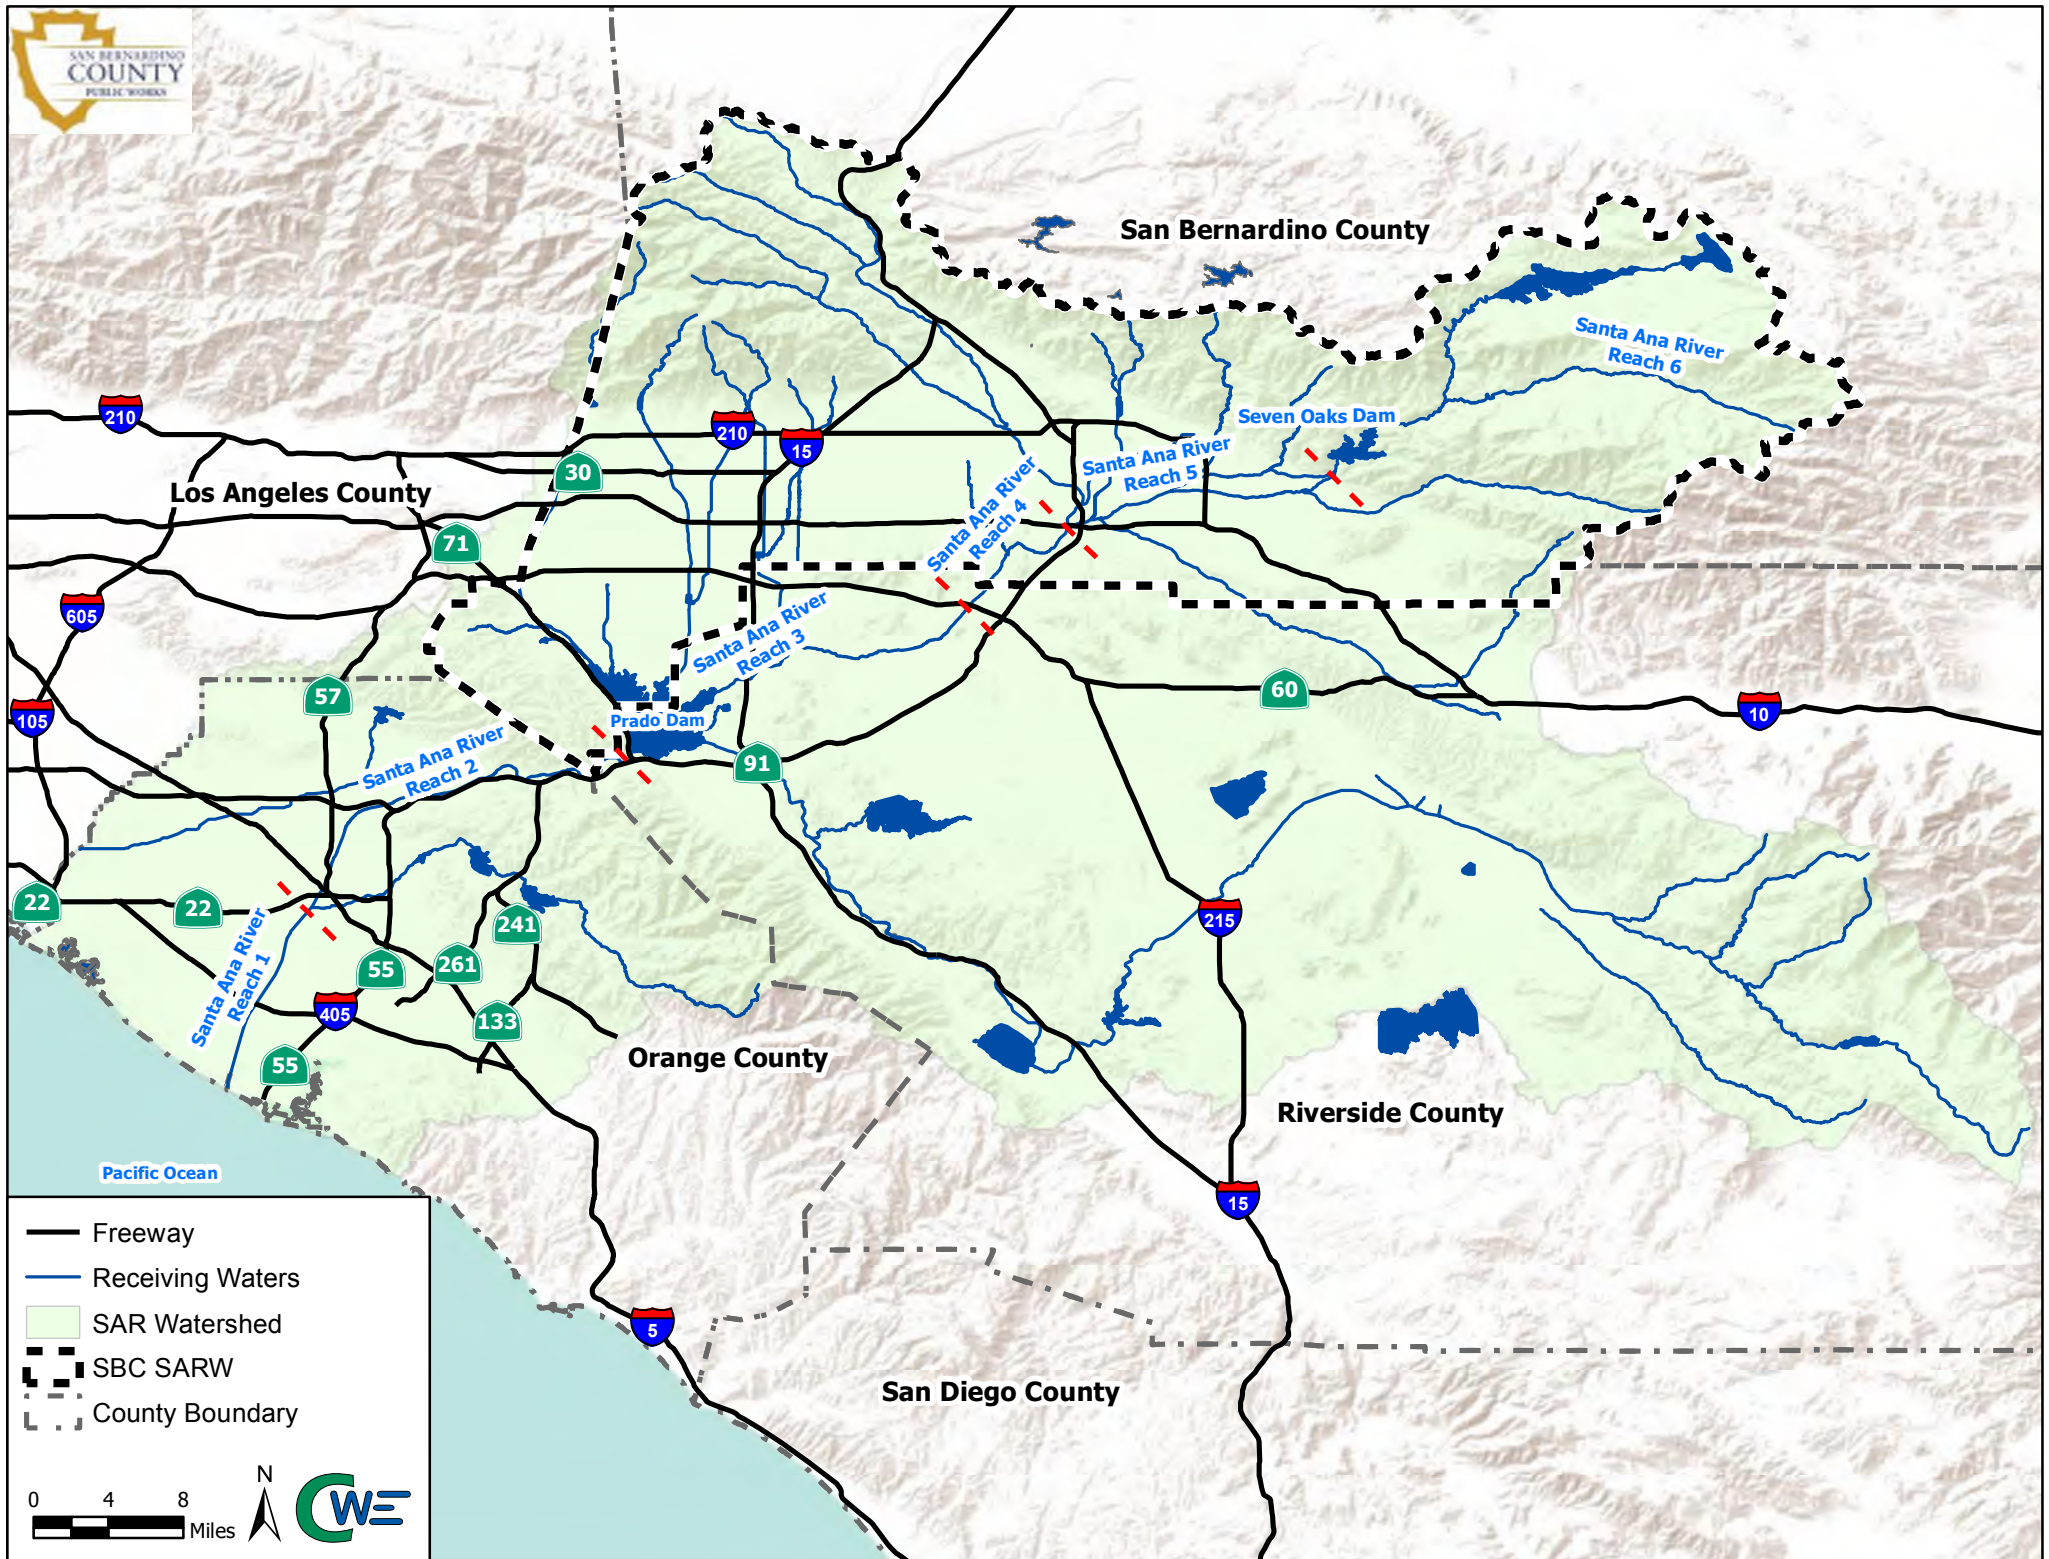 SAN BERNARDINO
COUNTY
PUBLIC WORKS
San Bernardino County
Santa Ana River
Reach 6
210
210
15
30
Seven Oaks Dam
Santa Ana River
Reach 5
Los Angeles County
Santa Ana River
Reach 4
71
605
Santa Ana River
Reach 3
57
60
105
10
Prado Dam
Santa Ana River
Reach 2
91
22
22
215
241
Santa Ana River
Reach 1
55
261
405
133
55
Orange County
Riverside County
Pacific Ocean
15
5
San Diego County
Freeway
Receiving Waters
SAR Watershed
SBC SARW
County Boundary
N
0 4 8
Miles
CWE